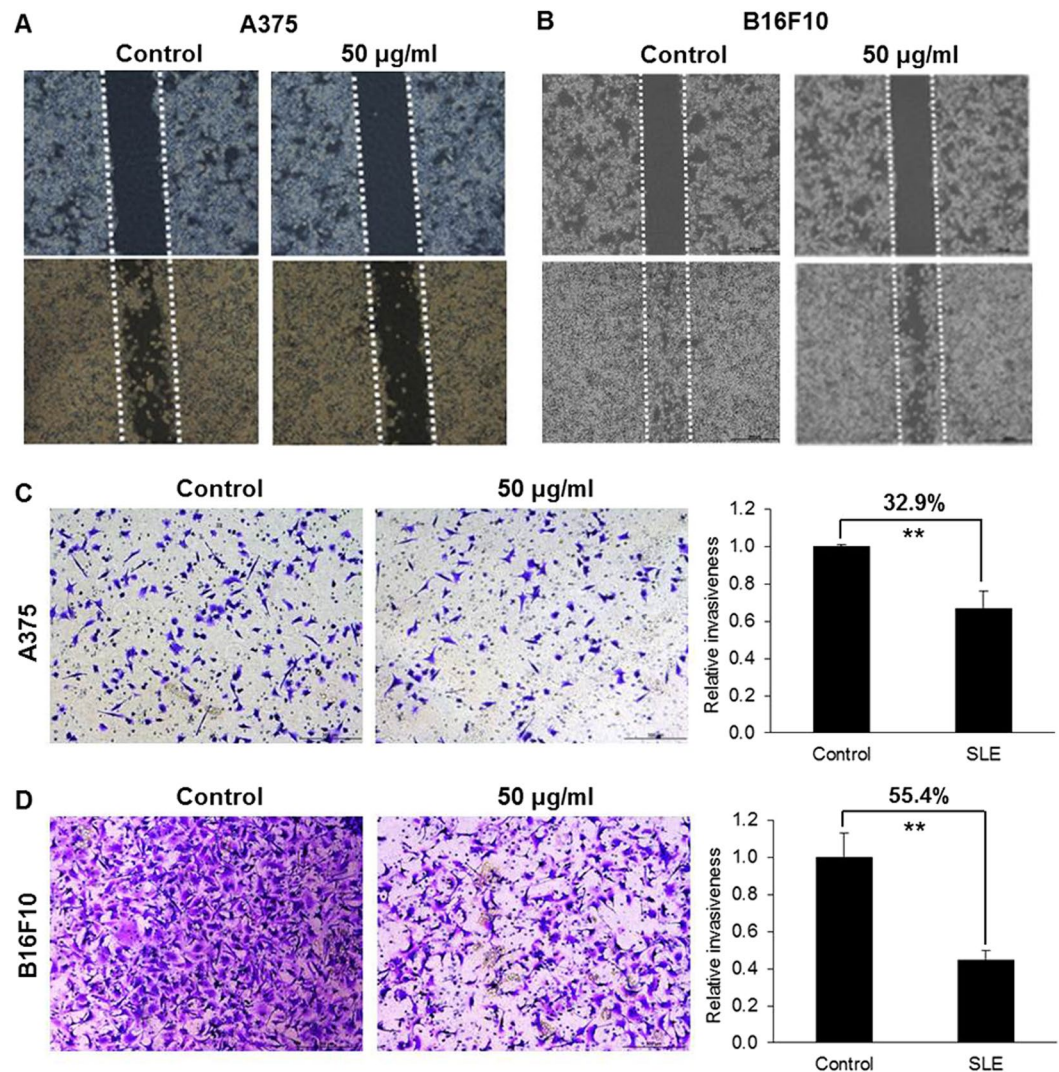 A
A375
Control
50 µg/ml
B
B16F10
Control
50 µg/ml
C
Control
50 µg/ml
A375
32.9%
**
Relative invasiveness
1.2
1.0
0.8
0.6
0.4
0.2
0.0
Control
SLE
D
Control
50 µg/ml
B16F10
55.4%
**
Relative invasiveness
1.2
1.0
0.8
0.6
0.4
0.2
0.0
Control
SLE